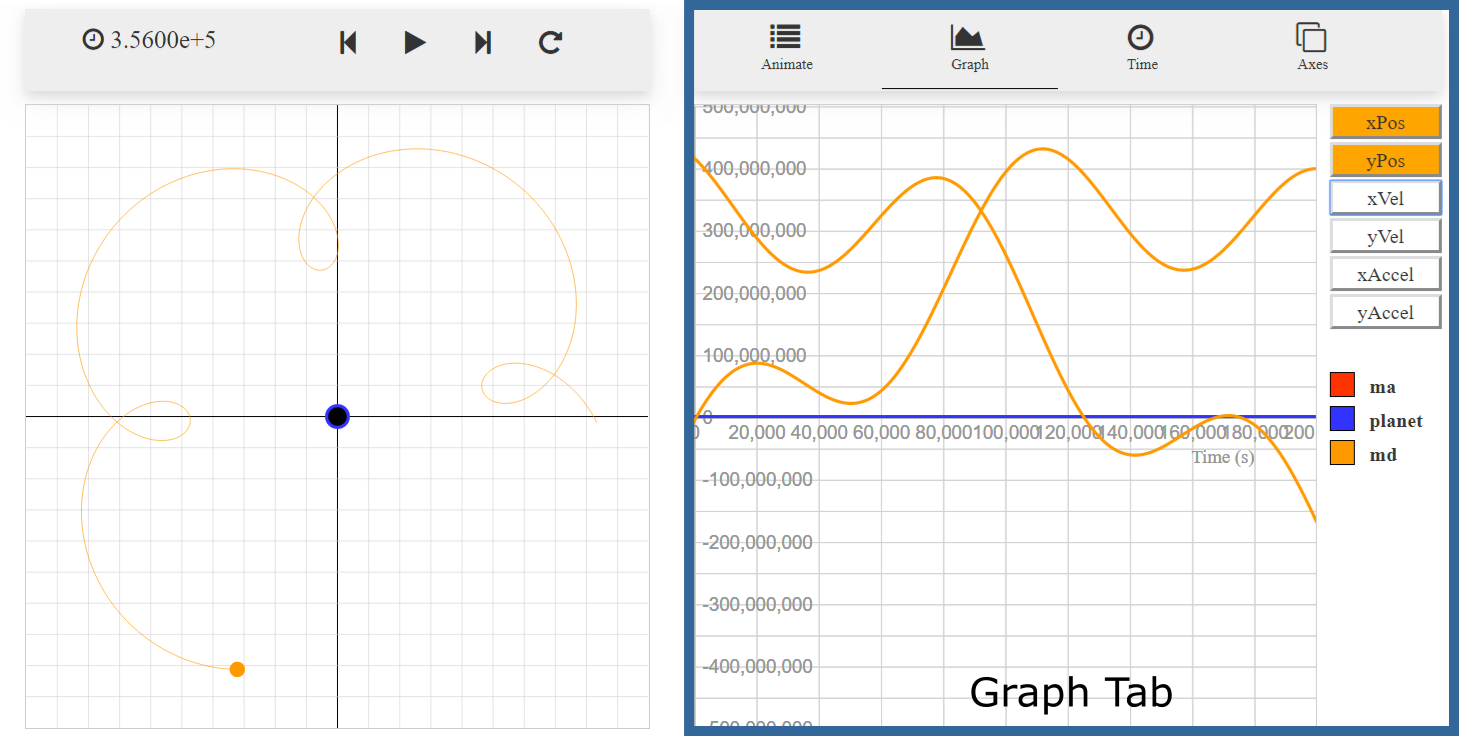 3.5600e+5
Animate Graph Time Axes
500,000,000
400,000,000
300,000,000
200,000,000
100,000,000
0
0 20,000 40,000 60,000 80,000 100,000 120,000 140,000 160,000 180,000 200
Time (s)
-100,000,000
-200,000,000
-300,000,000
-400,000,000
-500,000,000
xPos
yPos
xVel
yVel
xAccel
yAccel
ma
planet
md
Graph Tab